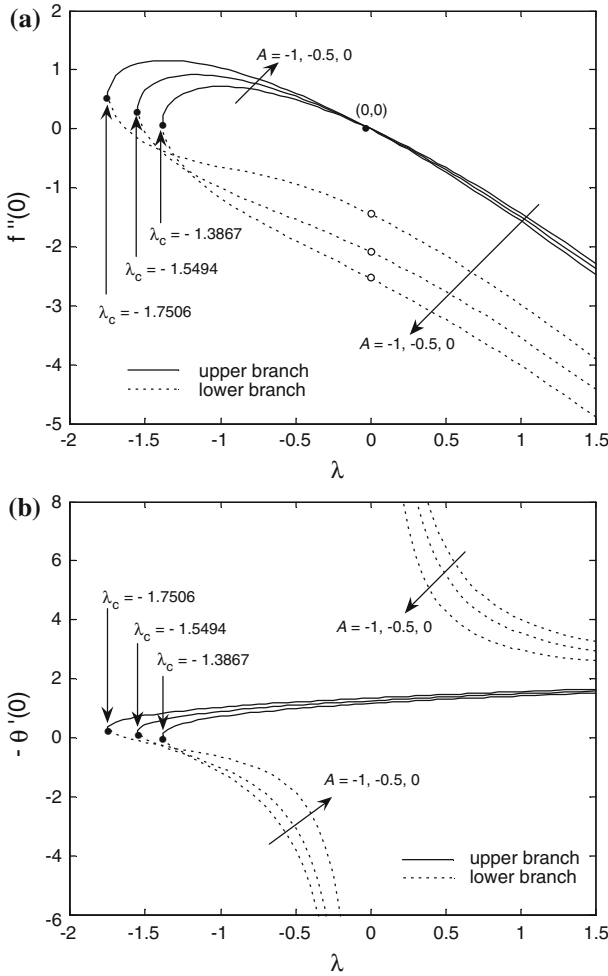 (a)
2
1
0
-1
-2
-3
-4
-5
f "(0)
A = -1, -0.5, 0
(0,0)
λc = - 1.3867
λc = - 1.5494
λc = - 1.7506
A = -1, -0.5, 0
upper branch
lower branch
-2 -1.5 -1 -0.5 0 0.5 1 1.5
λ
(b)
8
6
4
2
0
-2
-4
-6
- θ '(0)
λc = - 1.7506
λc = - 1.5494
λc = - 1.3867
A = -1, -0.5, 0
A = -1, -0.5, 0
upper branch
lower branch
-2 -1.5 -1 -0.5 0 0.5 1 1.5
λ